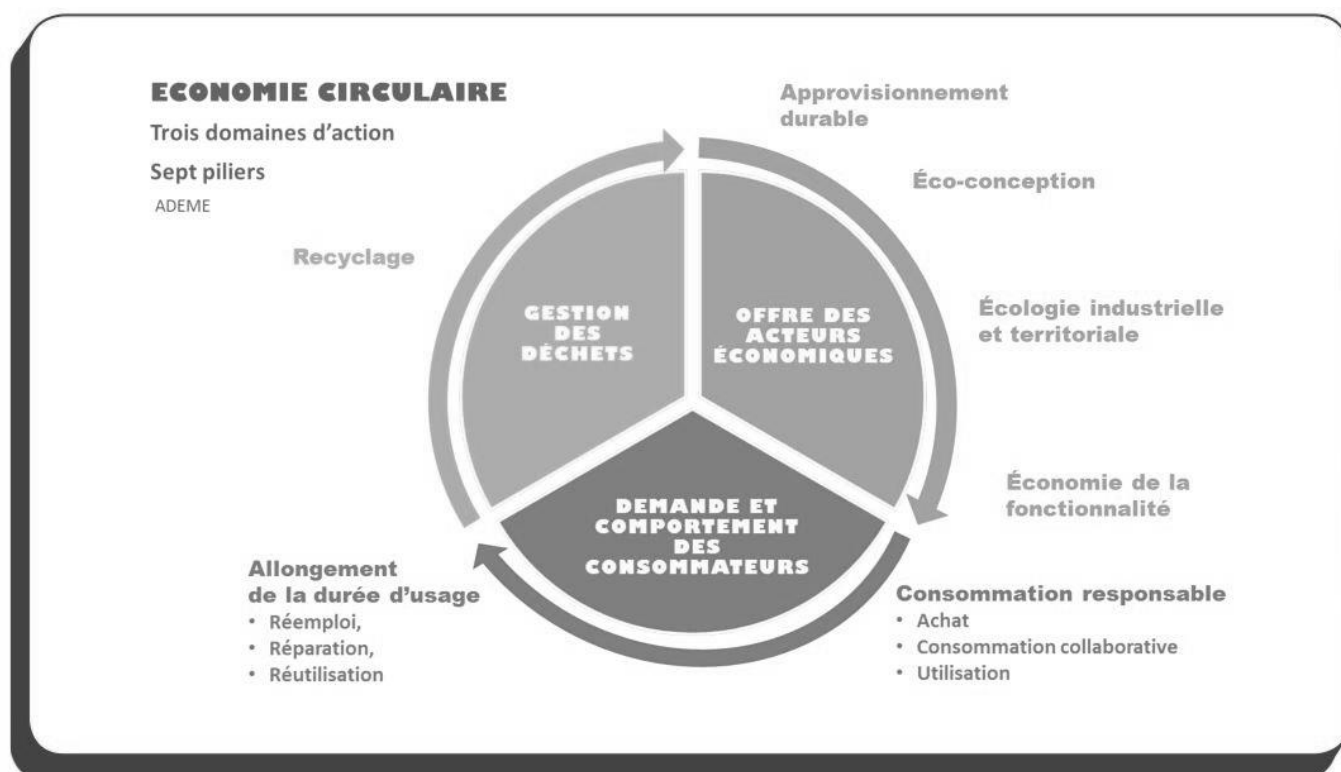 ECONOMIE CIRCULAIRE
Trois domaines d'action
Sept piliers
ADEME
Approvisionnement
durable
Éco-conception
Écologie industrielle
et territoriale
Économie de la
fonctionnalité
Consommation responsable
• Achat
• Consommation collaborative
• Utilisation
Allongement
de la durée d'usage
• Réemploi,
• Réparation,
• Réutilisation
Recyclage
GESTION
DES
DÉCHETS
OFFRE DES
ACTEURS
ÉCONOMIQUES
DEMANDE ET
COMPORTEMENT
DES
CONSOMMATEURS